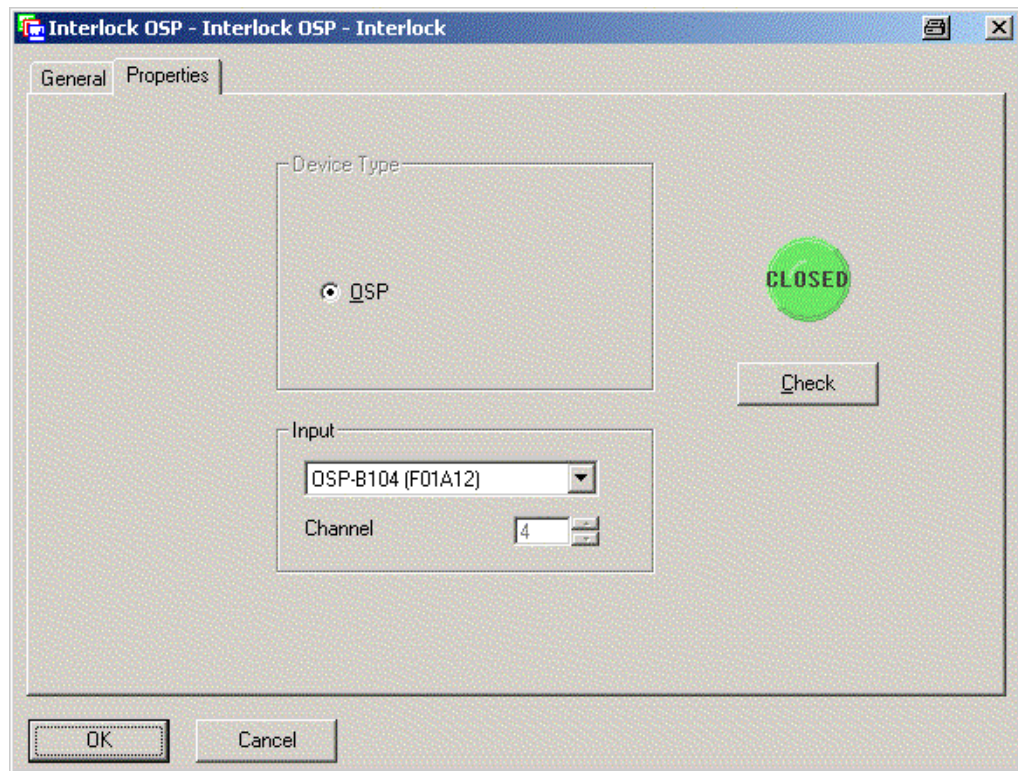 Interlock OSP - Interlock OSP - Interlock
General
Properties
Device Type
OSP
CLOSED
Check
Input
OSP-B104 (F01A12)
Channel
4
OK
Cancel